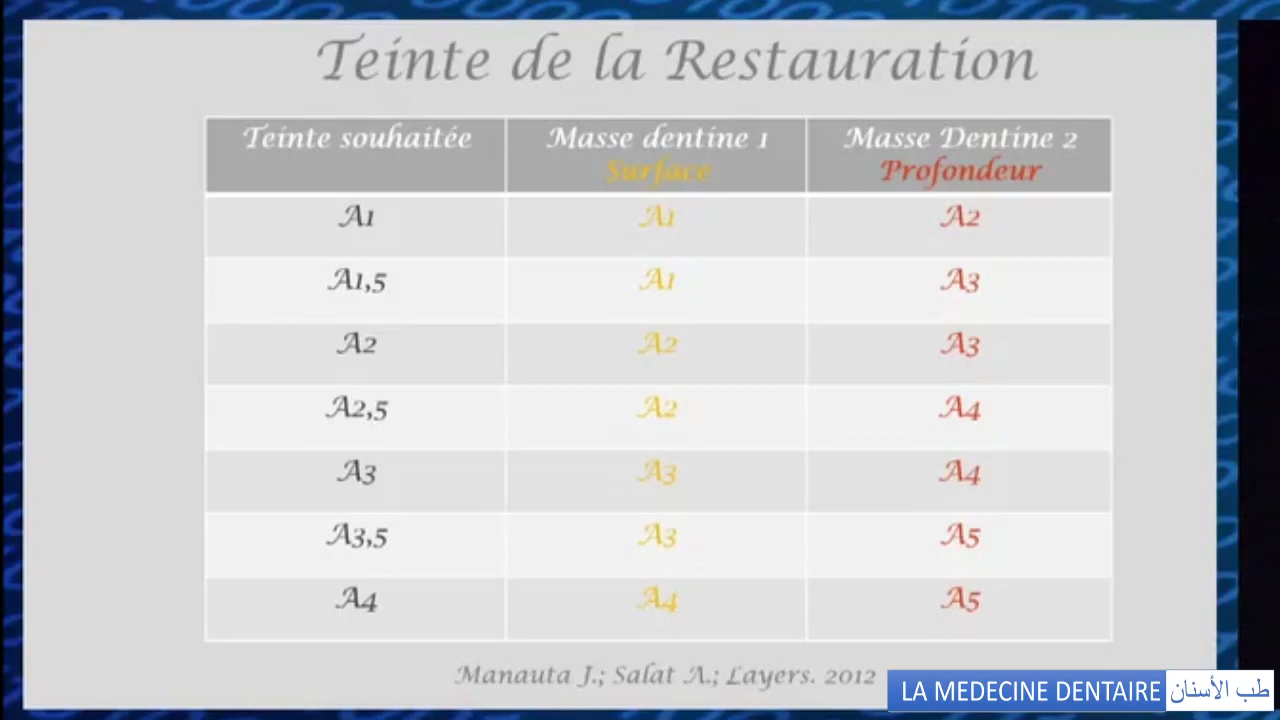 Teinte de la Restauration
Teinte souhaitée Masse dentine 1 Masse Dentine 2
Surface Profondeur
A1 A1 A2
A1,5 A1 A3
A2 A2 A3
A2,5 A2 A4
A3 A3 A4
A3,5 A3 A5
A4 A4 A5
Manauta J.; Salat A.; Layers. 2012
LA MEDECINE DENTAIRE طب الأسنان